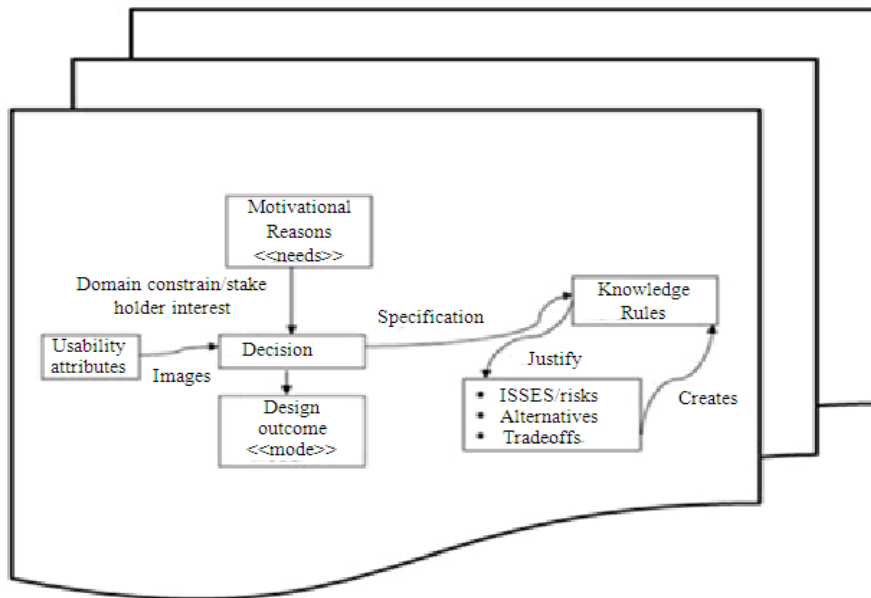 Motivational
Reasons
<<needs>>
Domain constrain/stake
holder interest
Specification
Knowledge
Rules
Usability
attributes
Images
Decision
Justify
Design
outcome
<<mode>>
• ISSES/risks
• Alternatives
• Tradeoffs
Creates